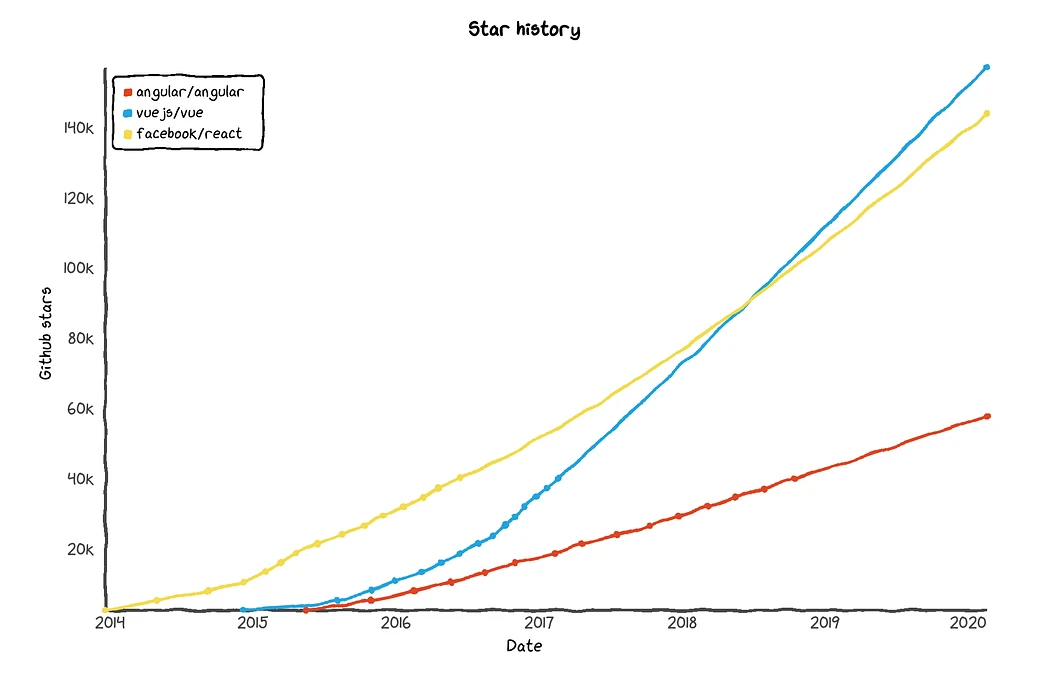 Star history
angular/angular
vuejs/vue
facebook/react
140k
120k
100k
80k
60k
40k
20k
Github stars
2014 2015 2016 2017 2018 2019 2020
Date